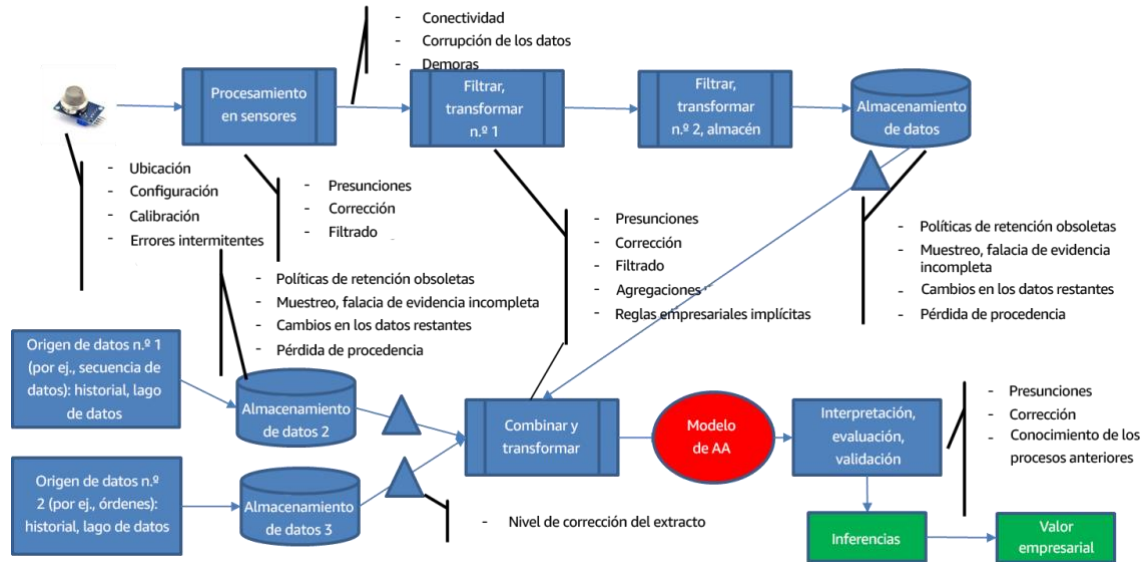 - Conectividad
- Corrupción de los datos
- Demoras
Procesamiento
en sensores
Filtrar,
transformar
n.º 1
Filtrar,
transformar
n.º 2, almacén
Almacenamiento
de datos
- Ubicación
- Configuración
- Calibración
- Errores intermitentes
- Presunciones
- Corrección
- Filtrado
- Presunciones
- Corrección
- Filtrado
- Agregaciones
- Reglas empresariales implícitas
- Políticas de retención obsoletas
- Muestreo, falacia de evidencia
incompleta
- Cambios en los datos restantes
- Pérdida de procedencia
- Políticas de retención obsoletas
- Muestreo, falacia de evidencia incompleta
- Cambios en los datos restantes
- Pérdida de procedencia
Origen de datos n.º 1
(por ej., secuencia de
datos): historial, lago
de datos
Almacenamiento
de datos 2
Combinar y
transformar
Modelo
de AA
Interpretación,
evaluación,
validación
- Presunciones
- Corrección
- Conocimiento de los
procesos anteriores
Origen de datos n.º
2 (por ej., órdenes):
historial, lago de datos
Almacenamiento
de datos 3
- Nivel de corrección del extracto
Inferencias
Valor
empresarial